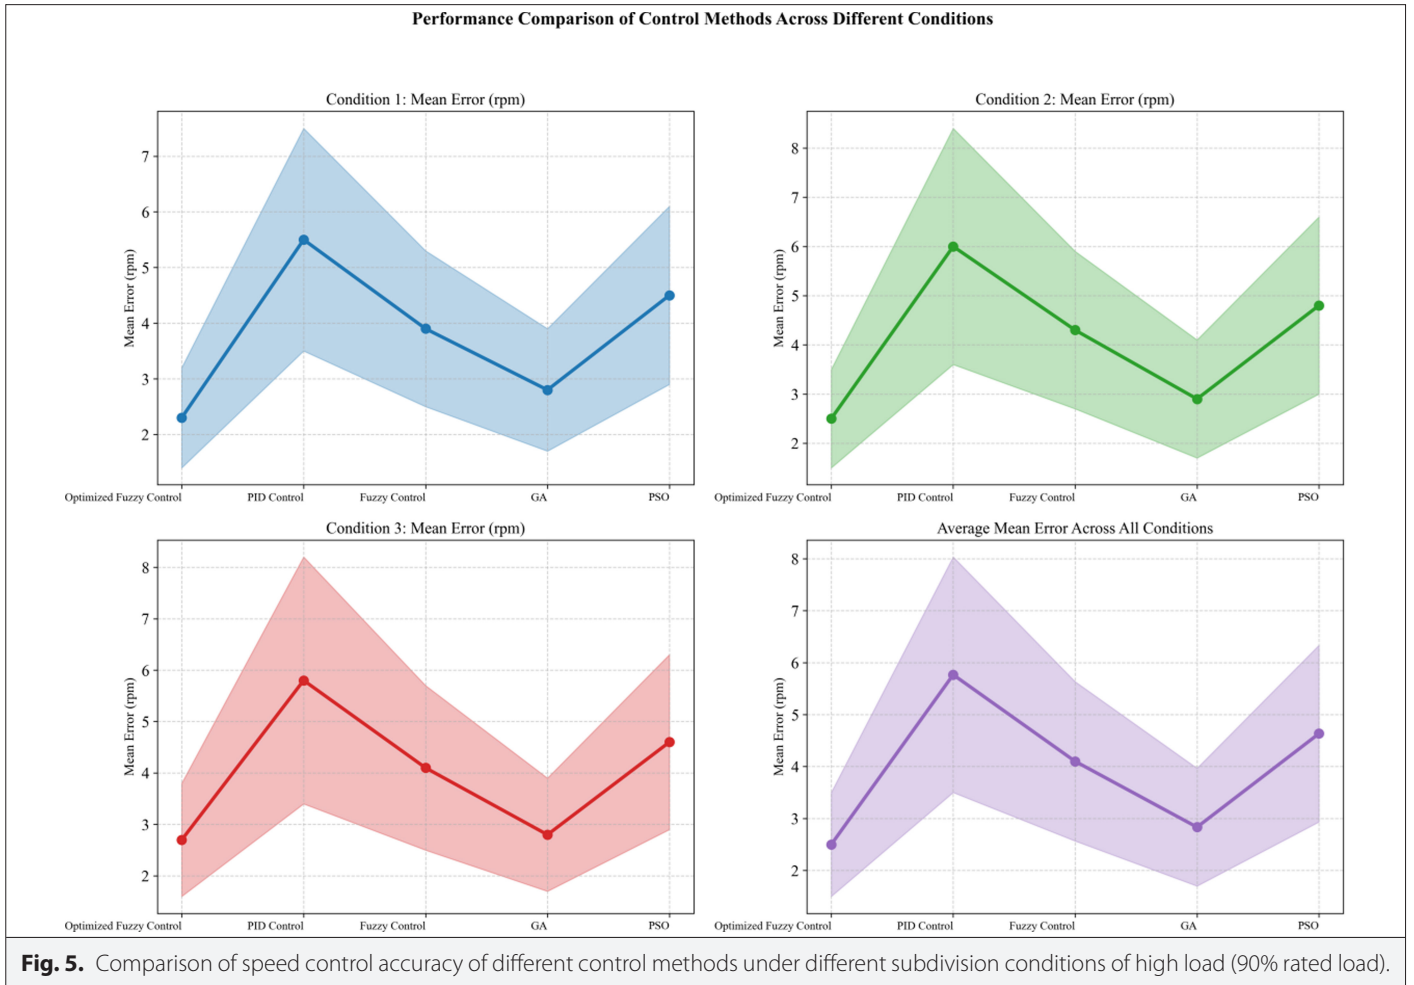 Performance Comparison of Control Methods Across Different Conditions
Condition 1: Mean Error (rpm)
Mean Error (rpm)
7
6
5
4
3
2
Optimized Fuzzy Control
PID Control
Fuzzy Control
GA
PSO
Condition 2: Mean Error (rpm)
Mean Error (rpm)
8
7
6
5
4
3
2
Optimized Fuzzy Control
PID Control
Fuzzy Control
GA
PSO
Condition 3: Mean Error (rpm)
Mean Error (rpm)
8
7
6
5
4
3
2
Optimized Fuzzy Control
PID Control
Fuzzy Control
GA
PSO
Average Mean Error Across All Conditions
Mean Error (rpm)
8
7
6
5
4
3
2
Optimized Fuzzy Control
PID Control
Fuzzy Control
GA
PSO
Fig. 5. Comparison of speed control accuracy of different control methods under different subdivision conditions of high load (90% rated load).